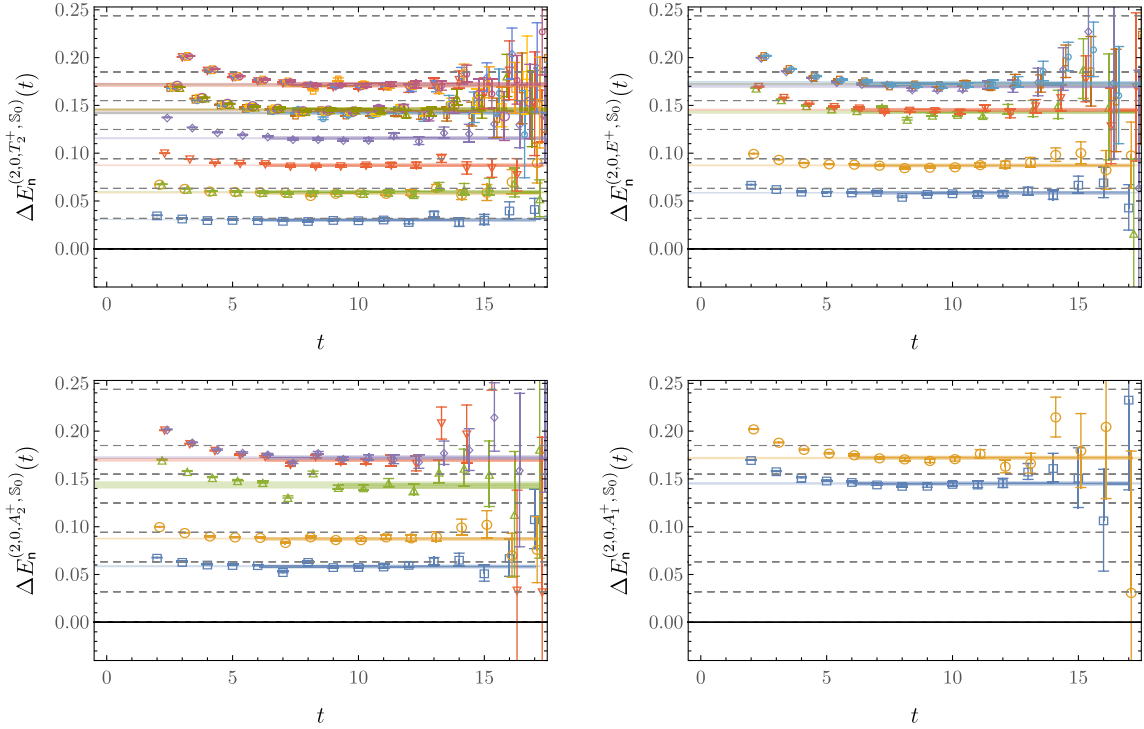 0.25
0.20
0.15
0.10
0.05
0.00
0 5 10 15
t
ΔE_n^{(2,0,T_2^+,𝕊_0)}(t)
0.25
0.20
0.15
0.10
0.05
0.00
0 5 10 15
t
ΔE_n^{(2,0,E^+,𝕊_0)}(t)
0.25
0.20
0.15
0.10
0.05
0.00
0 5 10 15
t
ΔE_n^{(2,0,A_2^+,𝕊_0)}(t)
0.25
0.20
0.15
0.10
0.05
0.00
0 5 10 15
t
ΔE_n^{(2,0,A_1^+,𝕊_0)}(t)